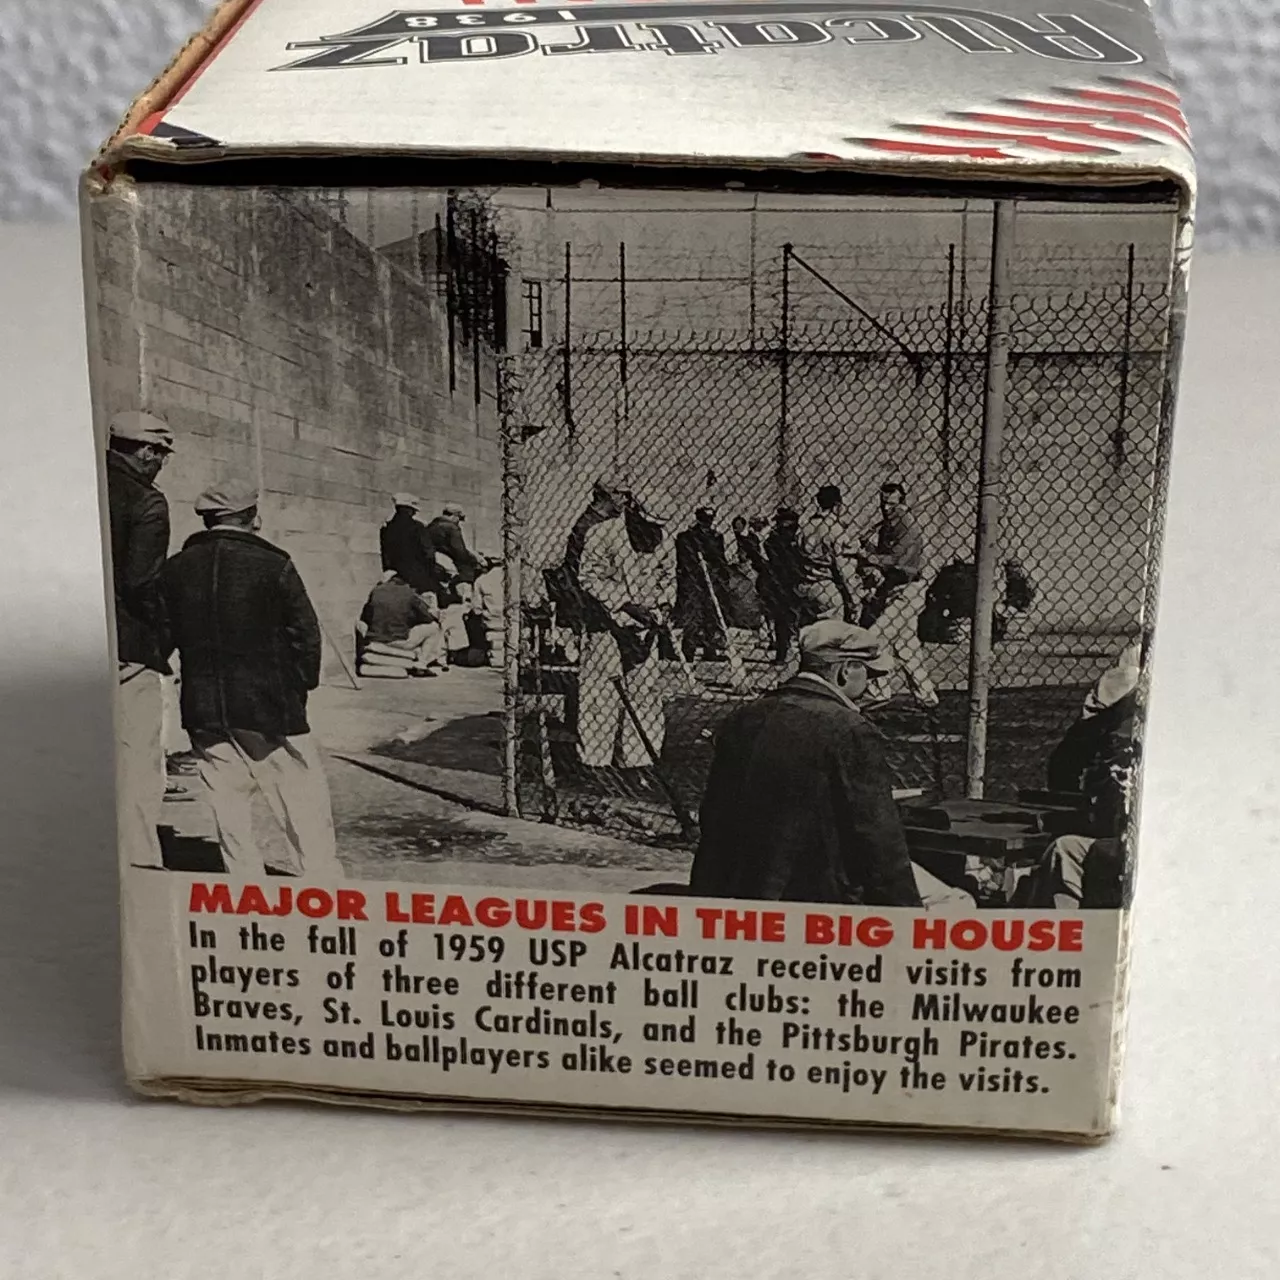 Alcatraz
1938
MAJOR LEAGUES IN THE BIG HOUSE
In the fall of 1959 USP Alcatraz received visits from
players of three different ball clubs: the Milwaukee
Braves, St. Louis Cardinals, and the Pittsburgh Pirates.
Inmates and ballplayers alike seemed to enjoy the visits.